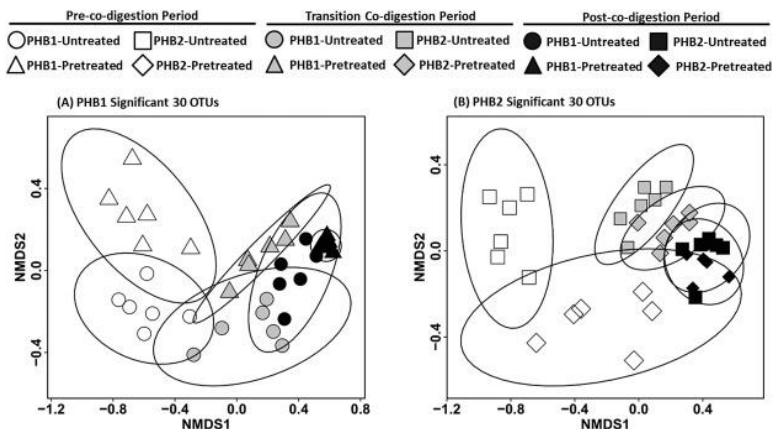 Pre-co-digestion Period Transition Co-digestion Period Post-co-digestion Period
PHB1-Untreated PHB2-Untreated PHB1-Untreated PHB2-Untreated PHB1-Untreated PHB2-Untreated
PHB1-Pretreated PHB2-Pretreated PHB1-Pretreated PHB2-Pretreated PHB1-Pretreated PHB2-Pretreated
(A) PHB1 Significant 30 OTUs (B) PHB2 Significant 30 OTUs
NMDS2
0.4
0.0
-0.4
-1.2 -0.8 -0.4 0.0 0.4 0.8
NMDS1
NMDS2
0.4
0.0
-0.4
-1.2 -0.8 -0.4 0.0 0.4
NMDS1